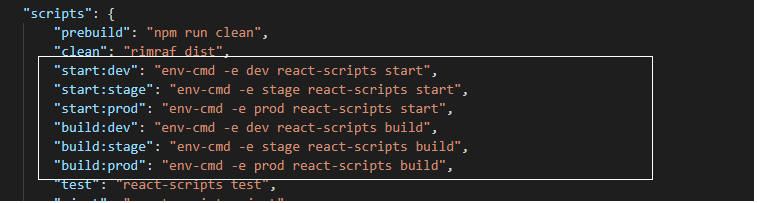 "scripts": {
"prebuild": "npm run clean",
"clean": "rimraf dist",
"start:dev": "env-cmd -e dev react-scripts start",
"start:stage": "env-cmd -e stage react-scripts start",
"start:prod": "env-cmd -e prod react-scripts start",
"build:dev": "env-cmd -e dev react-scripts build",
"build:stage": "env-cmd -e stage react-scripts build",
"build:prod": "env-cmd -e prod react-scripts build",
"test": "react-scripts test",